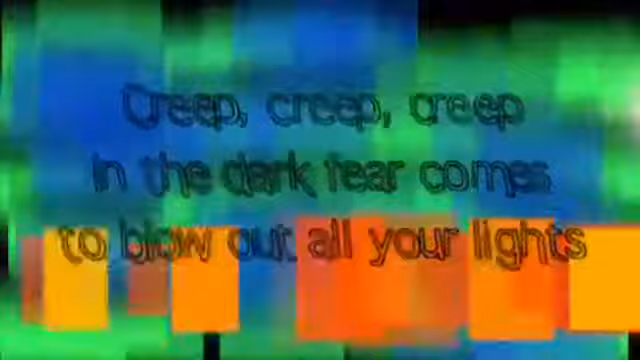 Creep, creep, creep
In the dark fear comes
to blow out all your lights